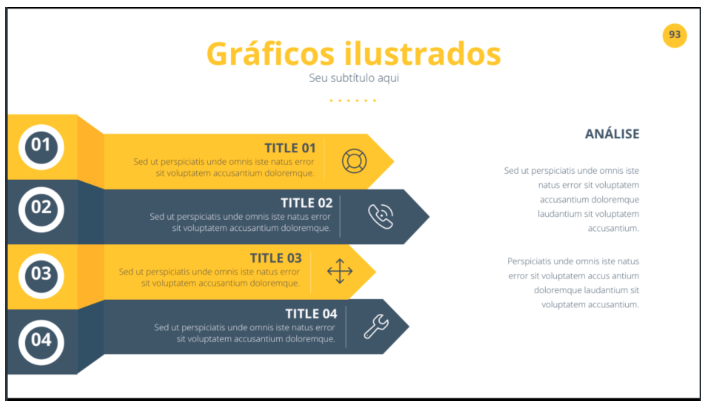 93
Gráficos ilustrados
Seu subtítulo aqui
01
TITLE 01
Sed ut perspiciatis unde omnis iste natus error
sit voluptatem accusantium doloremque.
02
TITLE 02
Sed ut perspiciatis unde omnis iste natus error
sit voluptatem accusantium doloremque.
03
TITLE 03
Sed ut perspiciatis unde omnis iste natus error
sit voluptatem accusantium doloremque.
04
TITLE 04
Sed ut perspiciatis unde omnis iste natus error
sit voluptatem accusantium doloremque.
ANÁLISE
Sed ut perspiciatis unde omnis iste
natus error sit voluptatem
accusantium doloremque
laudantium sit voluptatem
accusantium.
Perspiciatis unde omnis iste natus
error sit voluptatem accus antium
doloremque laudantium sit
voluptatem accusantium.